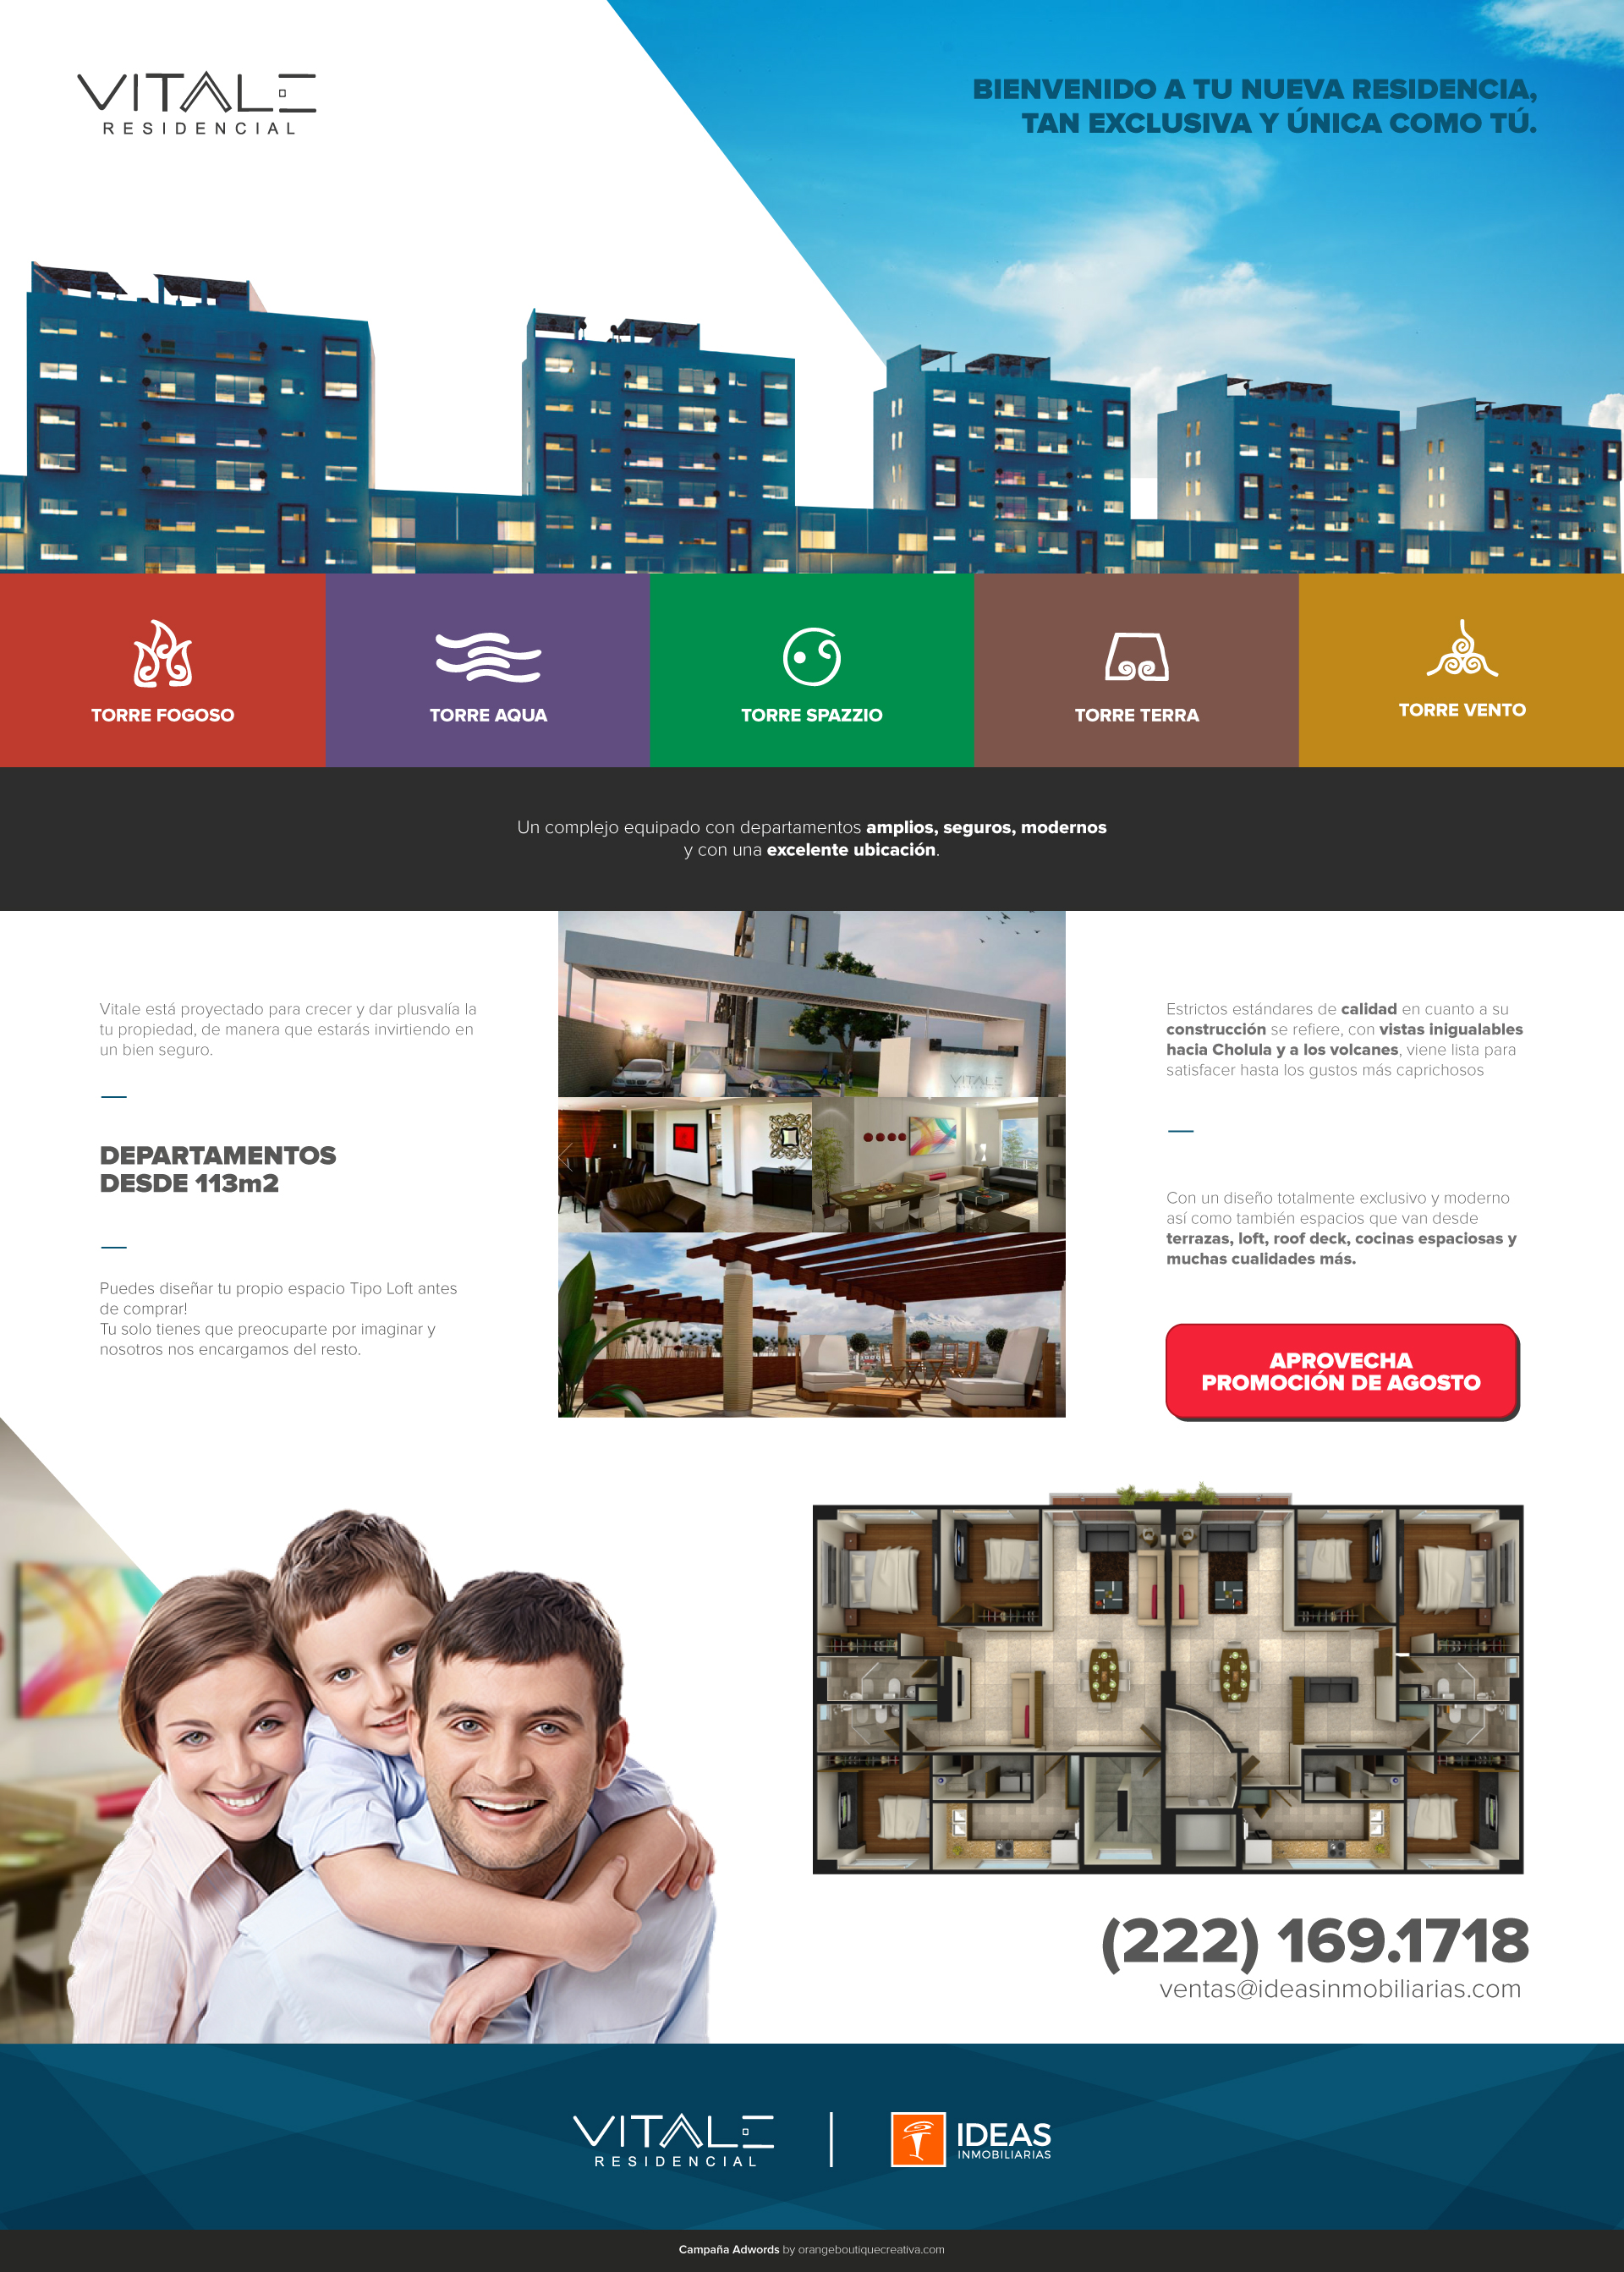 VITALE
RESIDENCIAL
BIENVENIDO A TU NUEVA RESIDENCIA,
TAN EXCLUSIVA Y ÚNICA COMO TÚ.
TORRE FOGOSO
TORRE AQUA
TORRE SPAZZIO
TORRE TERRA
TORRE VENTO
Un complejo equipado con departamentos amplios, seguros, modernos
y con una excelente ubicación.
Vitale está proyectado para crecer y dar plusvalía la
tu propiedad, de manera que estarás invirtiendo en
un bien seguro.
DEPARTAMENTOS
DESDE 113m2
Puedes diseñar tu propio espacio Tipo Loft antes
de comprar!
Tu solo tienes que preocuparte por imaginar y
nosotros nos encargamos del resto.
VITALE
Estrictos estándares de calidad en cuanto a su
construcción se refiere, con vistas inigualables
hacia Cholula y a los volcanes, viene lista para
satisfacer hasta los gustos más caprichosos
Con un diseño totalmente exclusivo y moderno
así como también espacios que van desde
terrazas, loft, roof deck, cocinas espaciosas y
muchas cualidades más.
APROVECHA
PROMOCIÓN DE AGOSTO
(222) 169.1718
ventas@ideasinmobiliarias.com
VITALE
RESIDENCIAL
IDEAS
INMOBILIARIAS
Campaña Adwords by orangeboutiquecreativa.com